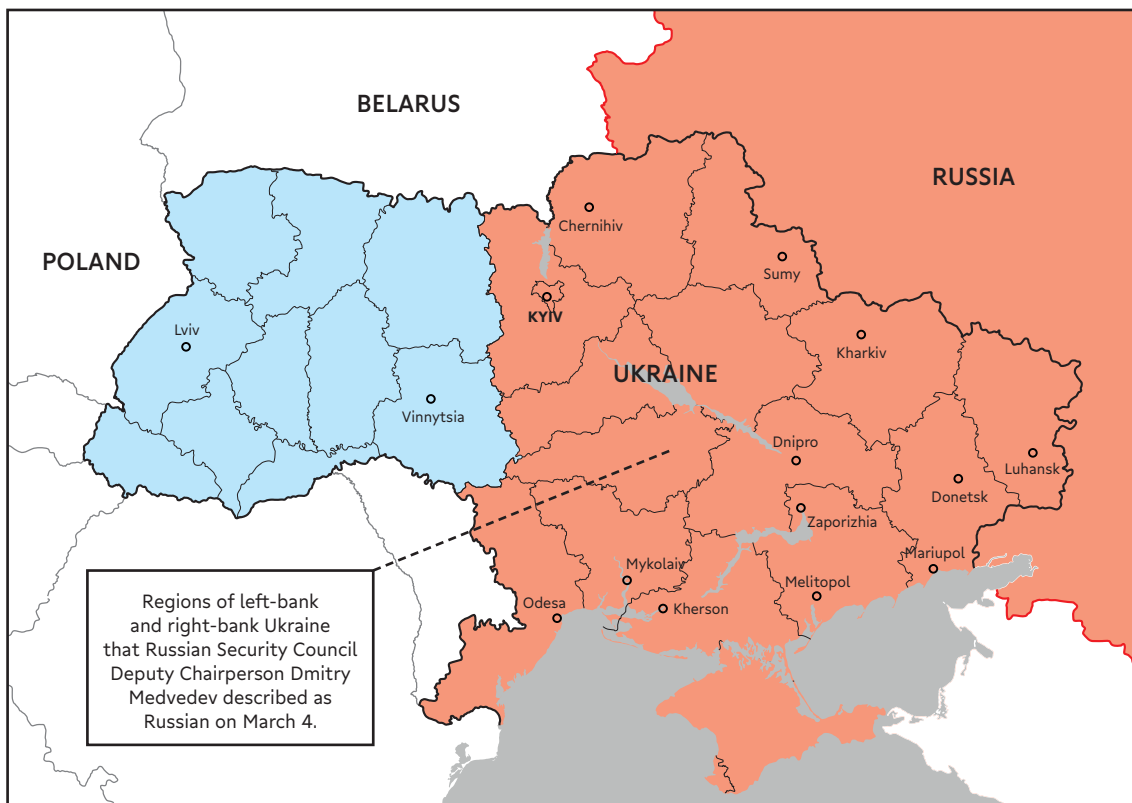 BELARUS
RUSSIA
Chernihiv
POLAND
Sumy
KYIV
Lviv
Kharkiv
UKRAINE
Vinnytsia
Dnipro
Luhansk
Donetsk
Zaporizhia
Mariupol
Mykolaiv
Melitopol
Odesa
Kherson
Regions of left-bank
and right-bank Ukraine
that Russian Security Council
Deputy Chairperson Dmitry
Medvedev described as
Russian on March 4.